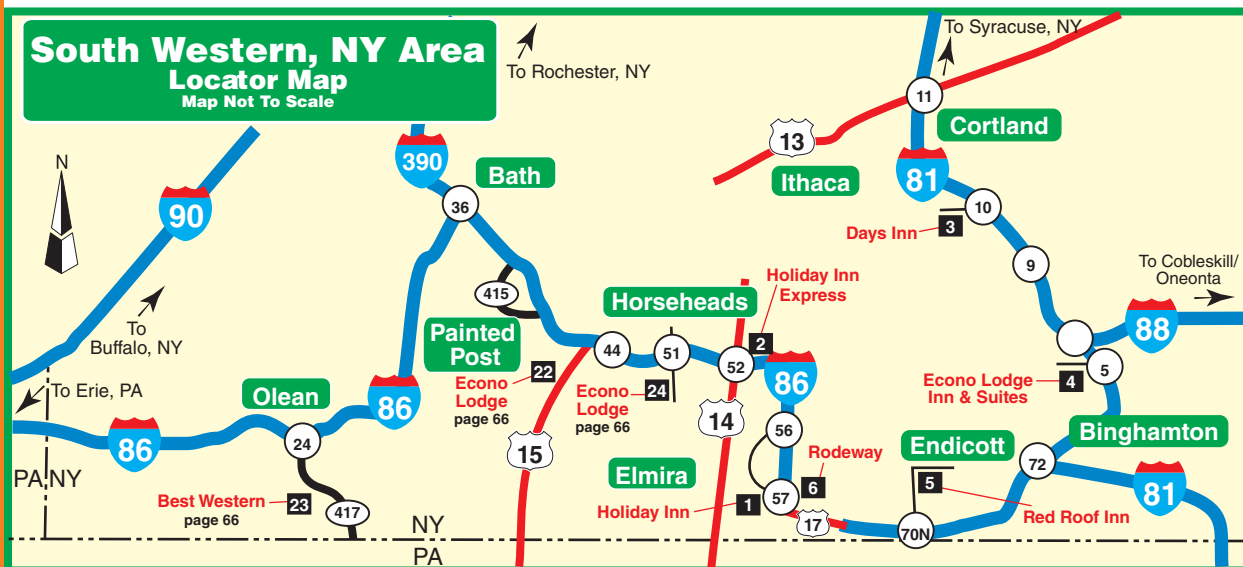 South Western, NY Area
Locator Map
Map Not To Scale
To Rochester, NY
To Syracuse, NY
11
Cortland
13
390
Bath
Ithaca
81
N
90
36
10
3
Days Inn
9
To Cobleskill/
Oneonta
415
Horseheads
Holiday Inn
Express
88
To
Buffalo, NY
Painted
Post
44
51
2
52
5
To Erie, PA
22
Econo
Lodge
page 66
24
Econo
Lodge
page 66
86
4
Econo Lodge
Inn & Suites
Olean
86
14
86
24
15
56
Endicott
Binghamton
PA
NY
Elmira
Rodeway
6
72
81
Best Western
page 66
23
417
Holiday Inn
1
57
5
Red Roof Inn
17
70N
NY
PA